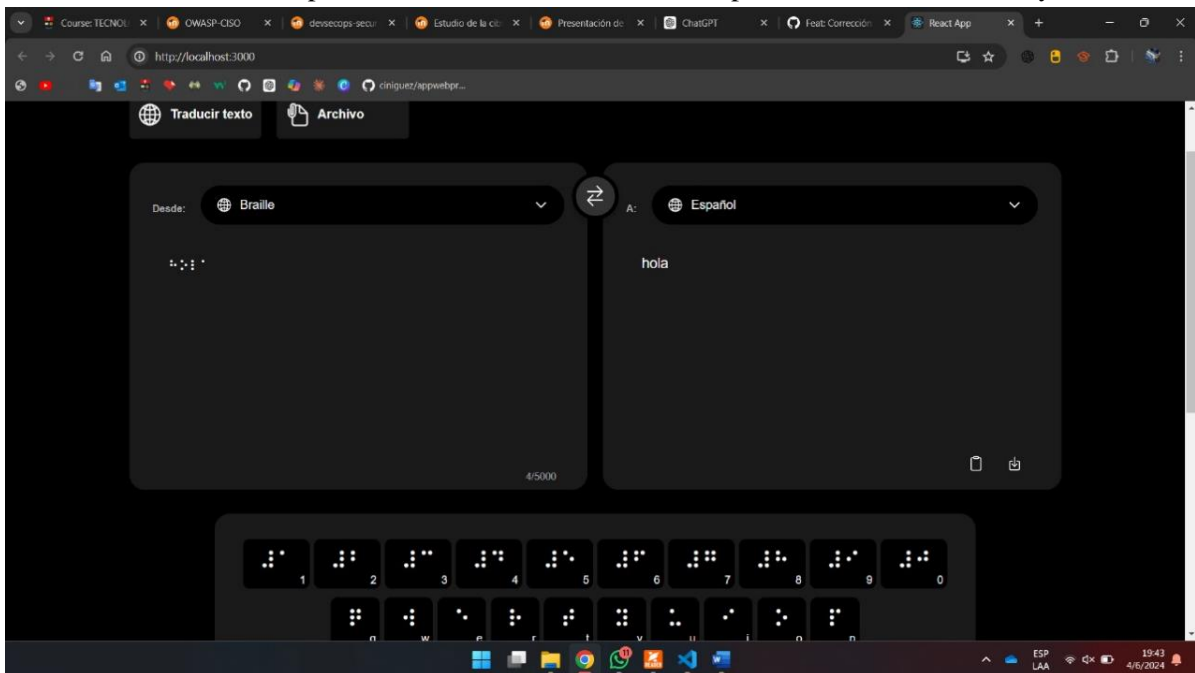 Course: TECNOL
OWASP-CISO
devsecops-secur
Estudio de la cib
Presentación de
ChatGPT
Feat: Corrección
React App
http://localhost:3000
ciniguez/appwebpr...
Traducir texto
Archivo
Desde:
Braille
A:
Español
⠓⠕⠇⠁
hola
4/5000
⠼⠁ 1
⠼⠃ 2
⠼⠉ 3
⠼⠙ 4
⠼⠑ 5
⠼⠋ 6
⠼⠛ 7
⠼⠓ 8
⠼⠊ 9
⠼⠚ 0
⠟ q
⠺ w
⠑ e
⠗ r
⠞ t
⠽ y
⠥ u
⠊ i
⠕ o
⠏ p
ESP
LAA
19:43
4/6/2024